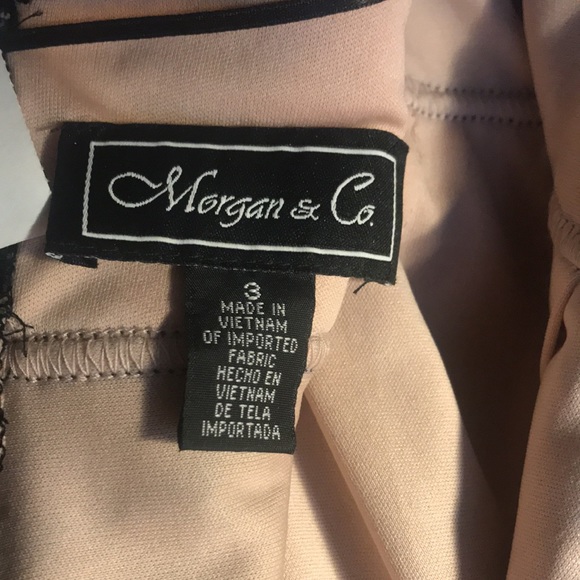 Morgan & Co.
3
MADE IN
VIETNAM
OF IMPORTED
FABRIC
HECHO EN
VIETNAM
DE TELA
IMPORTADA